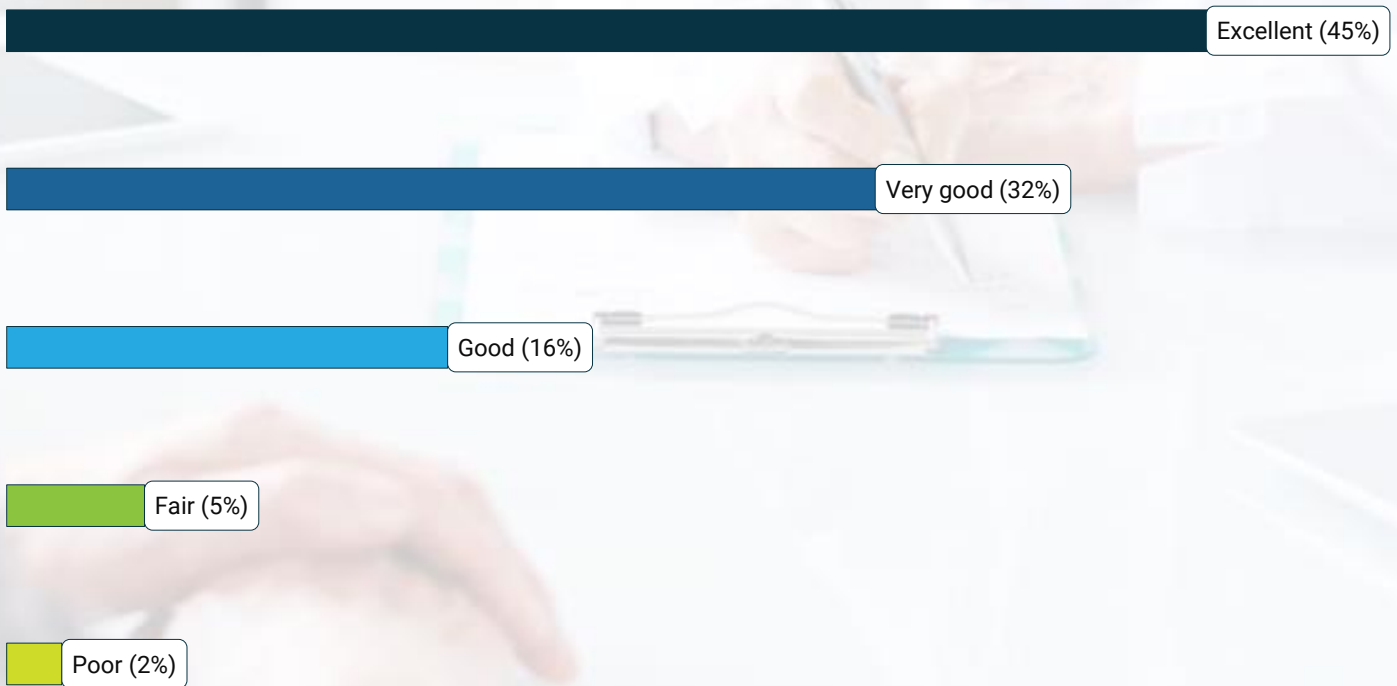 Excellent (45%)
Very good (32%)
Good (16%)
Fair (5%)
Poor (2%)